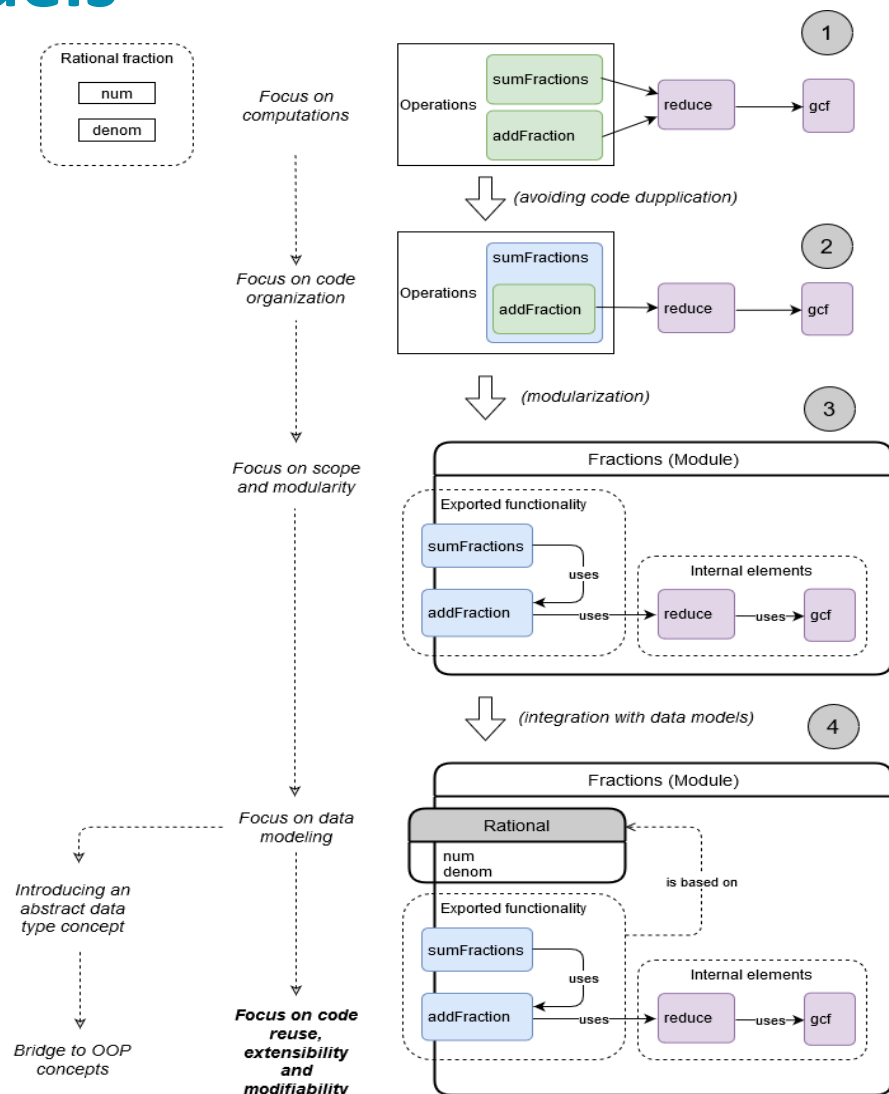 Rational fraction
num
denom
Focus on
computations
Operations
sumFractions
addFraction
reduce
gcf
1
(avoiding code dupplication)
2
Focus on code
organization
Operations
sumFractions
addFraction
reduce
gcf
(modularization)
3
Focus on scope
and modularity
Fractions (Module)
Exported functionality
sumFractions
uses
addFraction
uses
Internal elements
reduce
uses
gcf
(integration with data models)
4
Focus on data
modeling
Fractions (Module)
Rational
num
denom
is based on
Exported functionality
sumFractions
uses
addFraction
uses
Internal elements
reduce
uses
gcf
Introducing an
abstract data
type concept
Bridge to OOP
concepts
Focus on code
reuse,
extensibility
and
modifiability